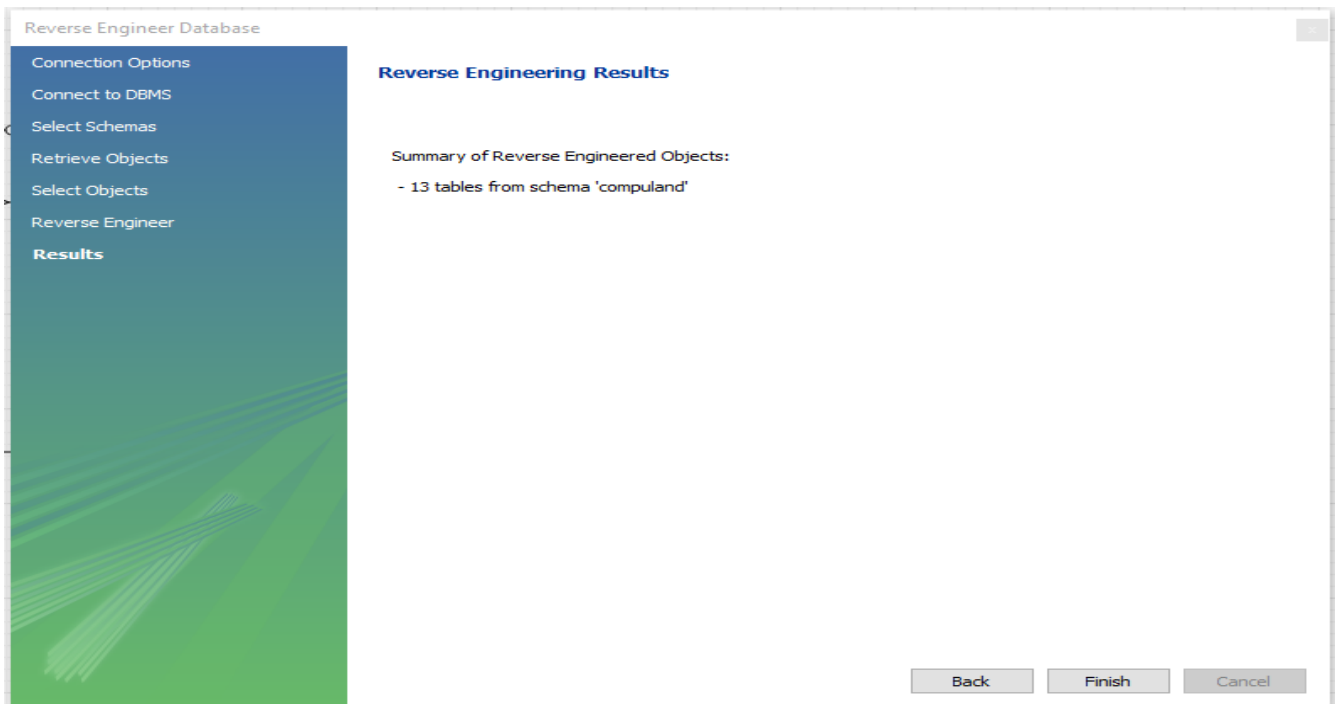 Reverse Engineer Database
Connection Options
Connect to DBMS
Select Schemas
Retrieve Objects
Select Objects
Reverse Engineer
Results
Reverse Engineering Results
Summary of Reverse Engineered Objects:
- 13 tables from schema 'compuland'
Back
Finish
Cancel